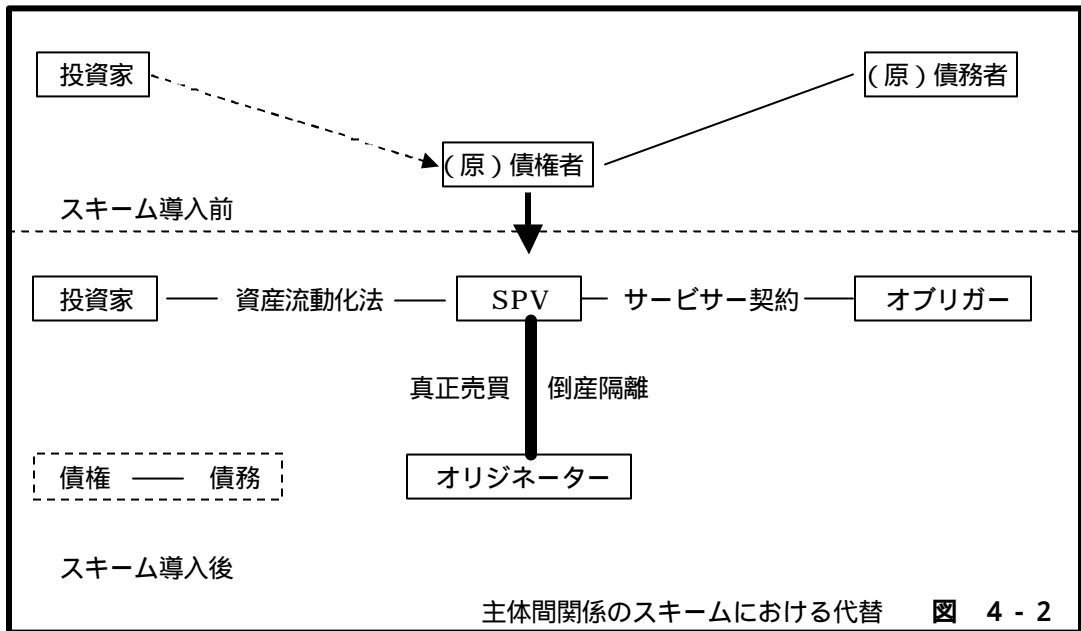 投資家
(原)債務者
(原)債権者
スキーム導入前
投資家 資産流動化法 SPV サービサー契約 オブリガー
真正売買 倒産隔離
債権 ―― 債務 オリジネーター
スキーム導入後
主体間関係のスキームにおける代替 図 4-2